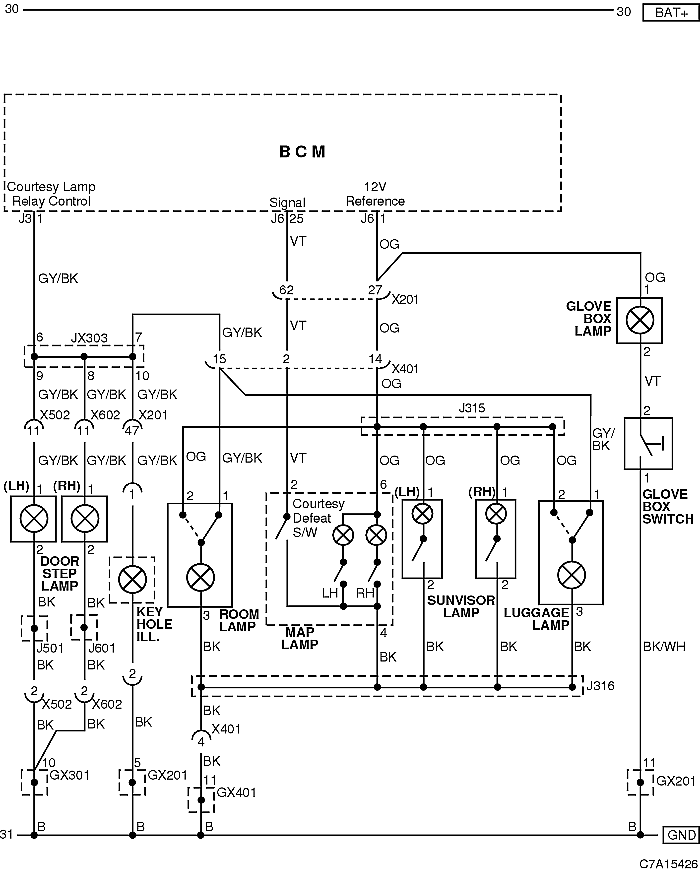 30 30 BAT+
BCM
Courtesy Lamp
Relay Control
Signal
12V
Reference
J3 1 J6 25 J6 1
VT OG
GY/BK OG
1
62 27 X201
GLOVE
BOX
LAMP
GY/BK VT OG
2
6 JX303 7
15 2 14 X401
9 8 10
OG VT
GY/BK GY/BK GY/BK
X502 X602 X201
J315
2
11 11 47
GY/
BK
OG GY/BK VT OG OG OG OG
GY/BK GY/BK GY/BK
1
(LH) 1 (RH) 1 1
2 1 2 6 (LH) 1 (RH) 1 2 1
GLOVE
BOX
SWITCH
Courtesy
Defeat
S/W
2 2
DOOR
STEP
LAMP
2 2
LH RH
BK BK
KEY
HOLE
ILL.
3 ROOM
LAMP
MAP
LAMP
4
SUNVISOR
LAMP
LUGGAGE
LAMP
3
J501 J601
BK BK BK BK BK BK BK BK/WH
2 2 2
J316
X502 X602
BK BK BK BK
X401
4
BK
10 5 11 11
GX301 GX201 GX401 GX201
31 B B B B GND
C7A15426